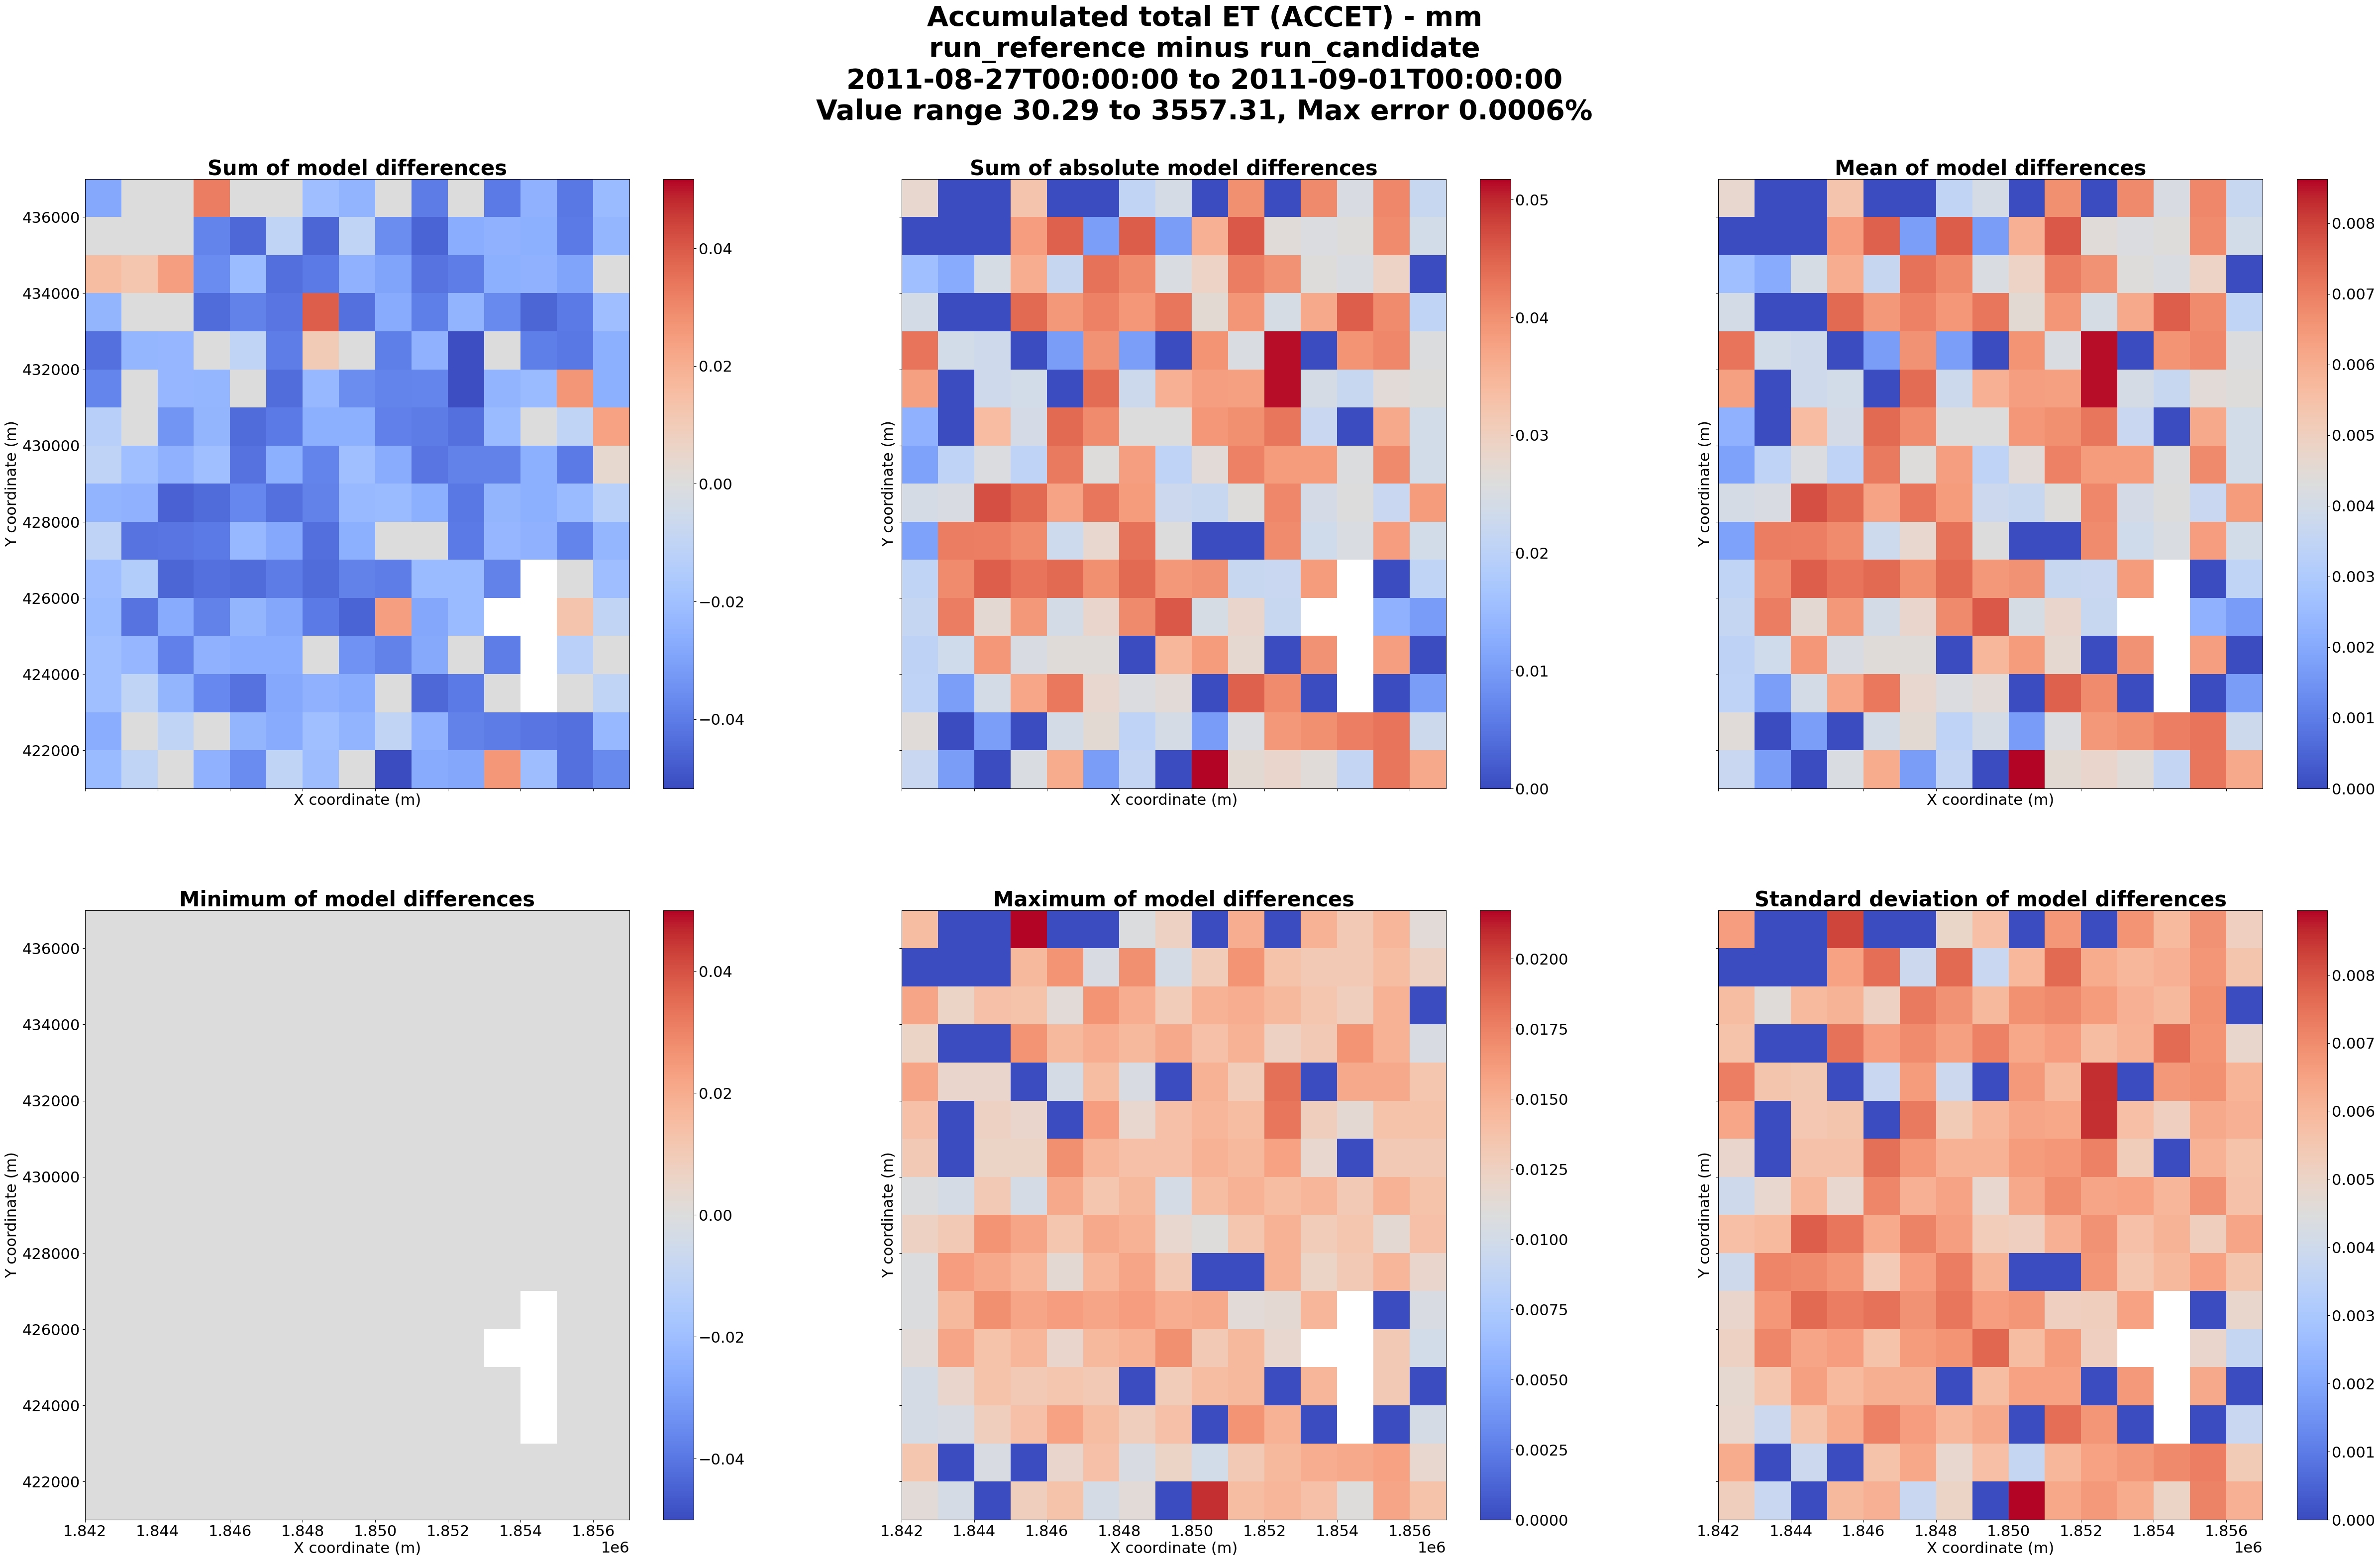 Accumulated total ET (ACCET) - mm
run_reference minus run_candidate
2011-08-27T00:00:00 to 2011-09-01T00:00:00
Value range 30.29 to 3557.31, Max error 0.0006%
Sum of model differences
436000
434000
432000
430000
428000
426000
424000
422000
Y coordinate (m)
X coordinate (m)
0.04
0.02
0.00
−0.02
−0.04
Sum of absolute model differences
Y coordinate (m)
X coordinate (m)
0.05
0.04
0.03
0.02
0.01
0.00
Mean of model differences
Y coordinate (m)
X coordinate (m)
0.008
0.007
0.006
0.005
0.004
0.003
0.002
0.001
0.000
Minimum of model differences
436000
434000
432000
430000
428000
426000
424000
422000
Y coordinate (m)
1.842 1.844 1.846 1.848 1.850 1.852 1.854 1.856
X coordinate (m)
1e6
0.04
0.02
0.00
−0.02
−0.04
Maximum of model differences
Y coordinate (m)
1.842 1.844 1.846 1.848 1.850 1.852 1.854 1.856
X coordinate (m)
1e6
0.0200
0.0175
0.0150
0.0125
0.0100
0.0075
0.0050
0.0025
0.0000
Standard deviation of model differences
Y coordinate (m)
1.842 1.844 1.846 1.848 1.850 1.852 1.854 1.856
X coordinate (m)
1e6
0.008
0.007
0.006
0.005
0.004
0.003
0.002
0.001
0.000